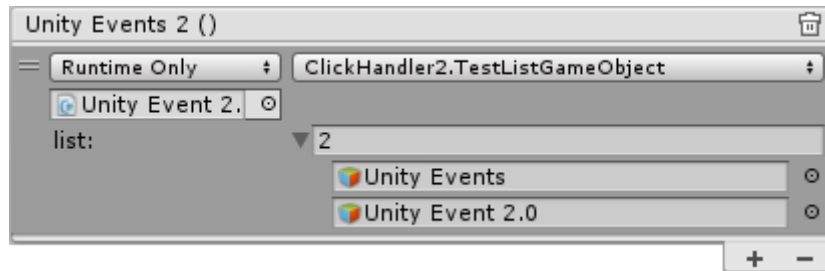 Unity Events 2 ()
Runtime Only ClickHandler2.TestListGameObject
Unity Event 2.
list: 2
Unity Events
Unity Event 2.0
+ −